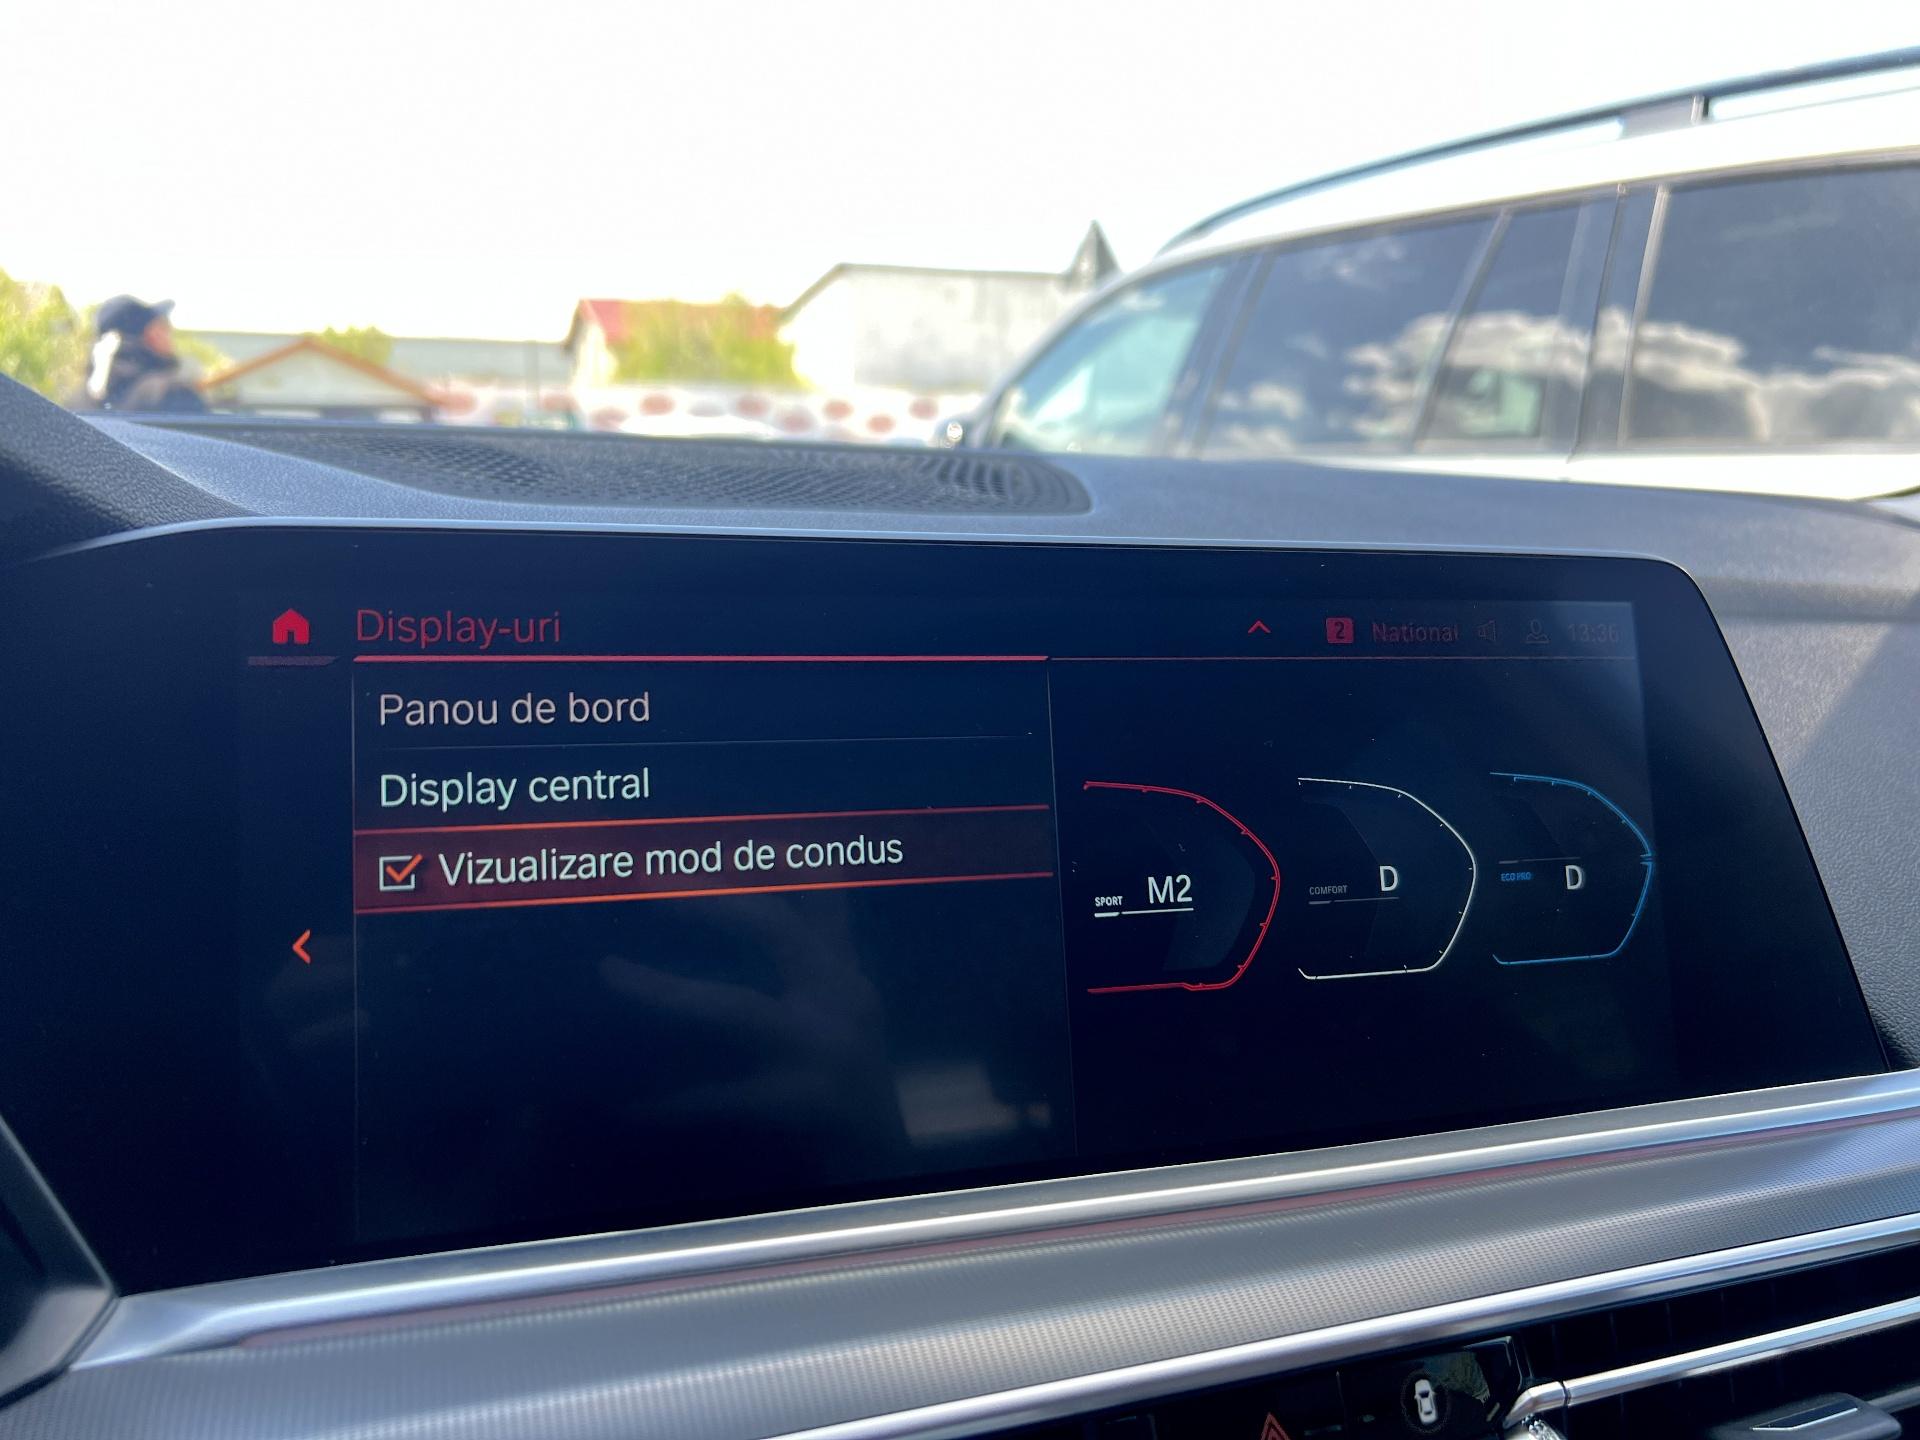 Display-uri
2 National 13:36
Panou de bord
Display central
Vizualizare mod de condus
SPORT M2
COMFORT D
ECO PRO D